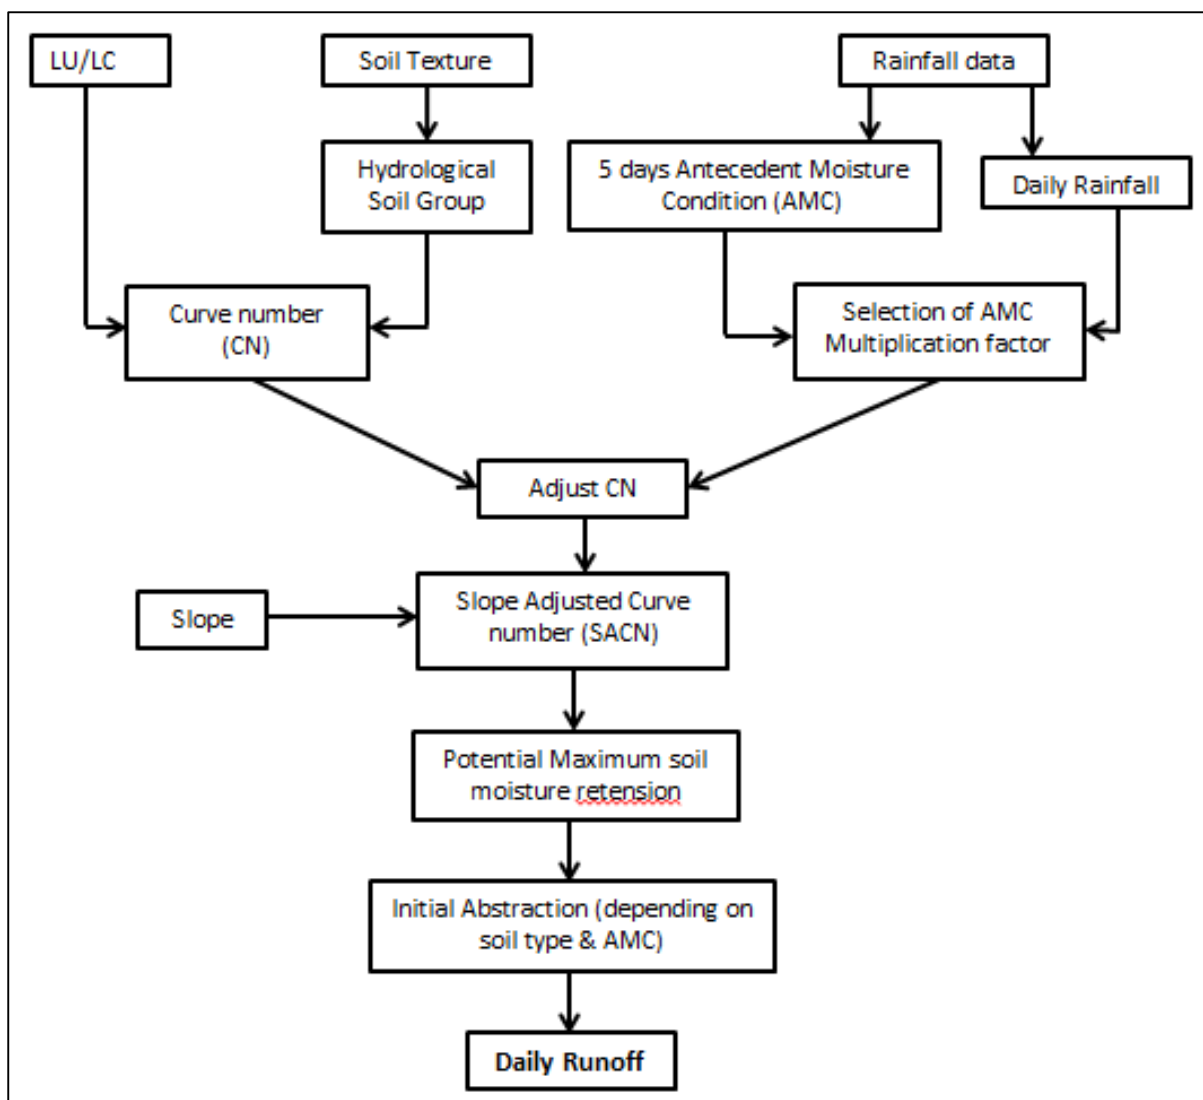 LU/LC
Soil Texture
Rainfall data
Hydrological
Soil Group
5 days Antecedent Moisture
Condition (AMC)
Daily Rainfall
Curve number
(CN)
Selection of AMC
Multiplication factor
Adjust CN
Slope
Slope Adjusted Curve
number (SACN)
Potential Maximum soil
moisture retension
Initial Abstraction (depending on
soil type & AMC)
Daily Runoff